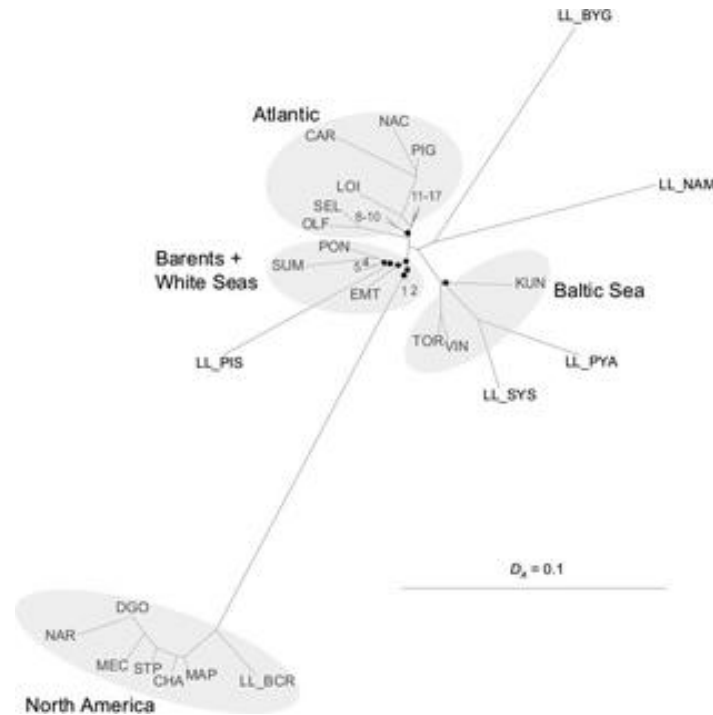 LL_BYG
Atlantic
NAC
CAR
PIG
LL_NAM
LOI
11-17
SEL
8-10
OLF
PON
Barents +
White Seas
SUM
5
4
EMT
1 2
KUN
Baltic Sea
TOR
VIN
LL_PIS
LL_PYA
LL_SYS
D_A = 0.1
DGO
NAR
MEC
STP
CHA
MAP
LL_BCR
North America